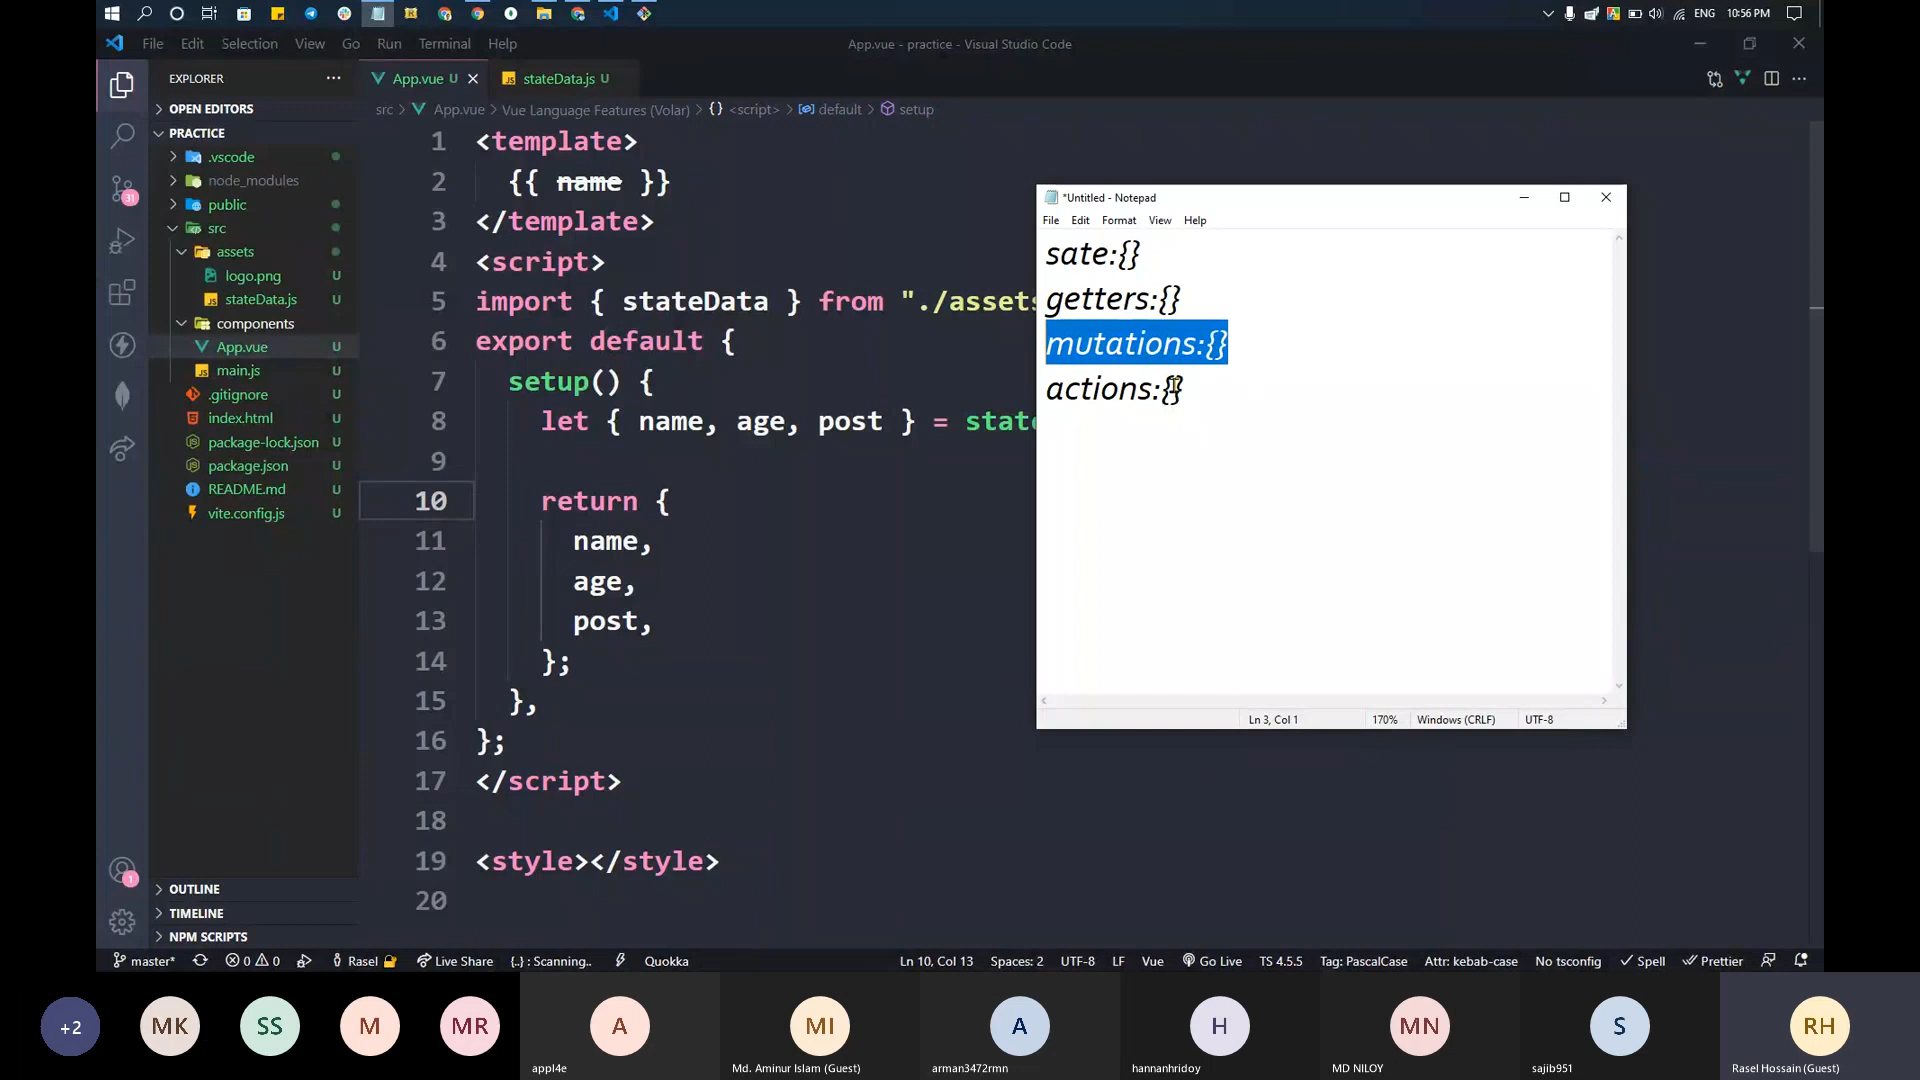 ENG 10:56 PM
File Edit Selection View Go Run Terminal Help
App.vue - practice - Visual Studio Code
EXPLORER
App.vue U
stateData.js U
src > App.vue > Vue Language Features (Volar) > {} <script> > default > setup
OPEN EDITORS
PRACTICE
.vscode
node_modules
public
src
assets
logo.png U
stateData.js U
components
App.vue U
main.js U
.gitignore U
index.html U
package-lock.json U
package.json U
README.md U
vite.config.js U
OUTLINE
TIMELINE
NPM SCRIPTS
31
1
1 <template>
2 {{ name }}
3 </template>
4 <script>
5 import { stateData } from "./assets
6 export default {
7 setup() {
8 let { name, age, post } = state
9
10 return {
11 name,
12 age,
13 post,
14 };
15 },
16 };
17 </script>
18
19 <style></style>
20
*Untitled - Notepad
File Edit Format View Help
sate:{}
getters:{}
mutations:{}
actions:{}
Ln 3, Col 1 170% Windows (CRLF) UTF-8
master* 0 0 Rasel Live Share {..} : Scanning.. Quokka Ln 10, Col 13 Spaces: 2 UTF-8 LF Vue Go Live TS 4.5.5 Tag: PascalCase Attr: kebab-case No tsconfig Spell Prettier
+2 MK SS M MR A MI A H MN S RH
appl4e Md. Aminur Islam (Guest) arman3472rmn hannanhridoy MD NILOY sajib951 Rasel Hossain (Guest)